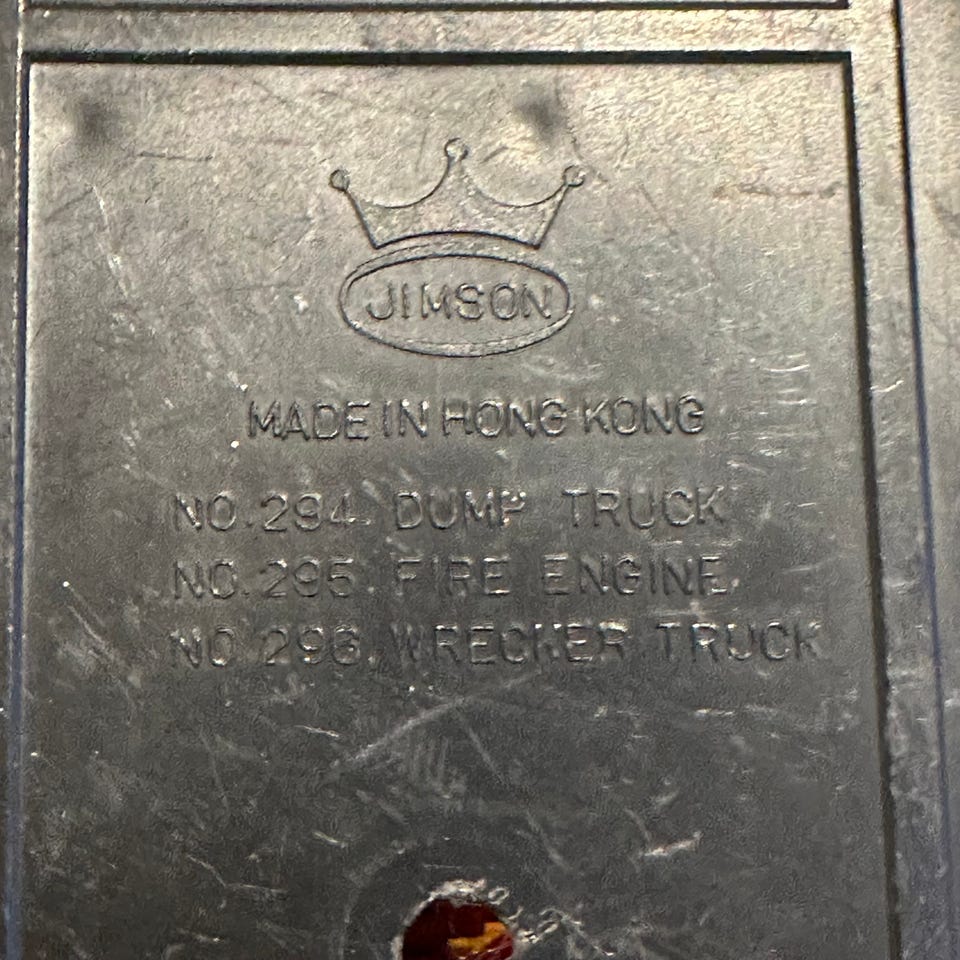 JIMSON
MADE IN HONG KONG
NO.294. DUMP TRUCK
NO.295. FIRE ENGINE.
NO.296. WRECKER TRUCK